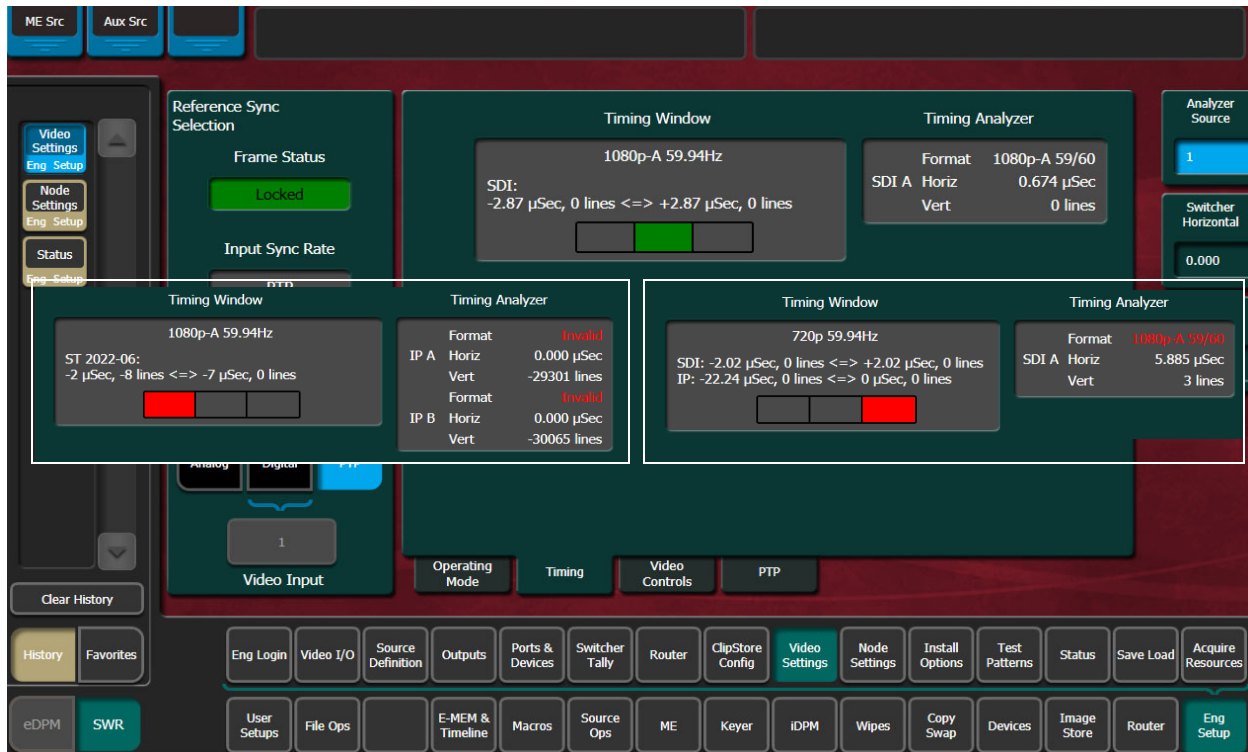 ME Src
Aux Src
Video
Settings
Eng Setup
Node
Settings
Eng Setup
Status
Eng Setup
Clear History
History
Favorites
eDPM
SWR
Reference Sync
Selection
Frame Status
Locked
Input Sync Rate
PTP
Analog
Digital
PTP
1
Video Input
Timing Window
1080p-A 59.94Hz
SDI:
-2.87 µSec, 0 lines <=> +2.87 µSec, 0 lines
Timing Analyzer
Format 1080p-A 59/60
SDI A Horiz 0.674 µSec
Vert 0 lines
Analyzer
Source
1
Switcher
Horizontal
0.000
Timing Window
1080p-A 59.94Hz
ST 2022-06:
-2 µSec, -8 lines <=> -7 µSec, 0 lines
Timing Analyzer
Format Invalid
IP A Horiz 0.000 µSec
Vert -29301 lines
Format Invalid
IP B Horiz 0.000 µSec
Vert -30065 lines
Timing Window
720p 59.94Hz
SDI: -2.02 µSec, 0 lines <=> +2.02 µSec, 0 lines
IP: -22.24 µSec, 0 lines <=> 0 µSec, 0 lines
Timing Analyzer
Format 1080p-A 59/60
SDI A Horiz 5.885 µSec
Vert 3 lines
Operating
Mode
Timing
Video
Controls
PTP
Eng Login
Video I/O
Source
Definition
Outputs
Ports &
Devices
Switcher
Tally
Router
ClipStore
Config
Video
Settings
Node
Settings
Install
Options
Test
Patterns
Status
Save Load
Acquire
Resources
User
Setups
File Ops
E-MEM &
Timeline
Macros
Source
Ops
ME
Keyer
iDPM
Wipes
Copy
Swap
Devices
Image
Store
Router
Eng
Setup